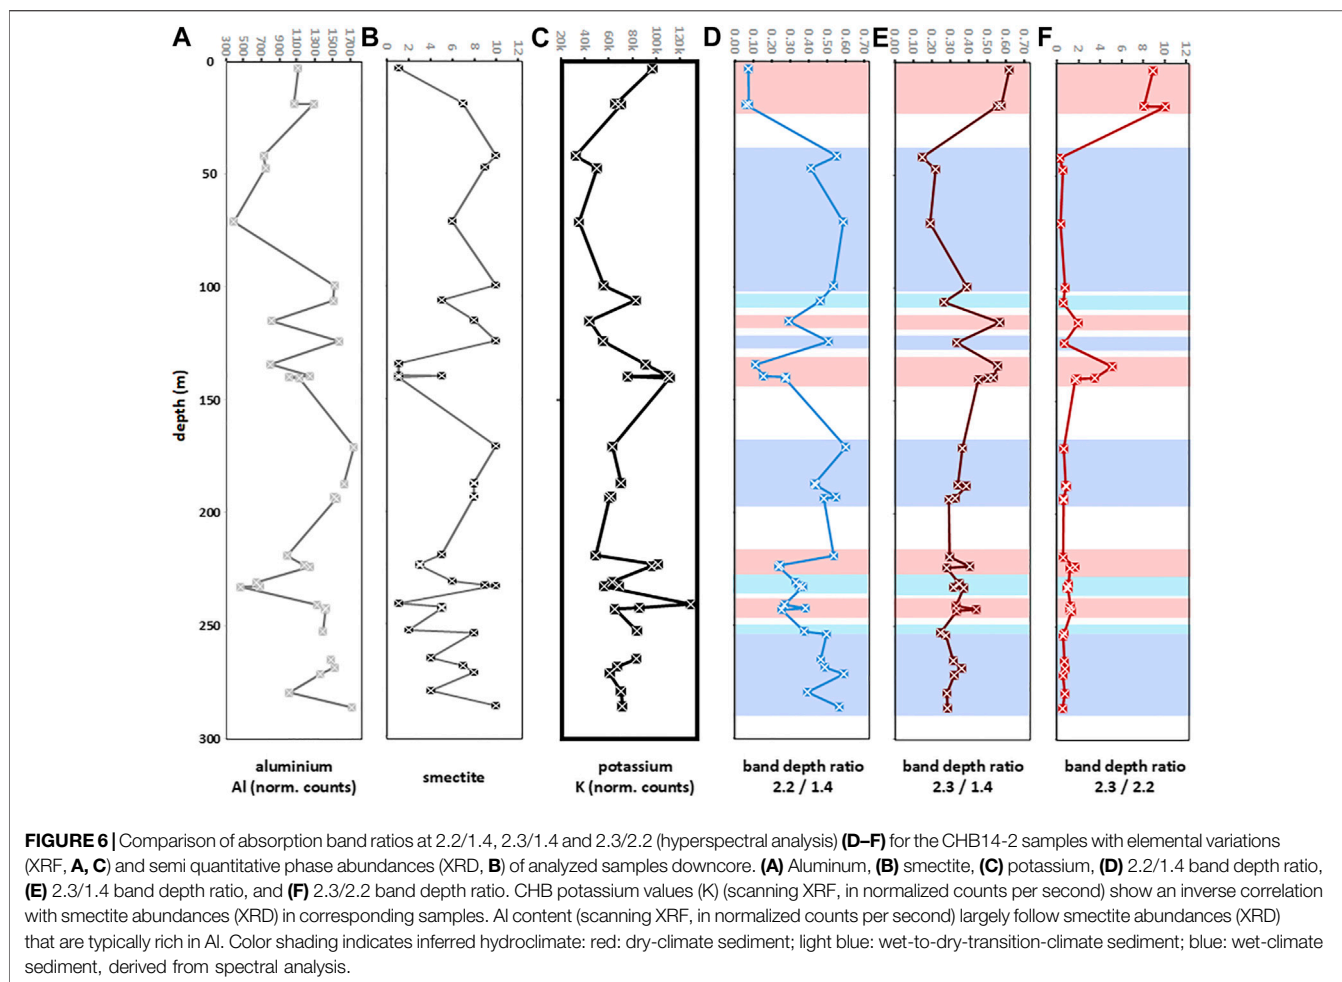 A B C D E F
300 500 700 900 1100 1300 1500 1700
0 2 4 6 8 10 12
20k 40k 60k 80k 100k 120k
0.00 0.10 0.20 0.30 0.40 0.50 0.60 0.70
0.00 0.10 0.20 0.30 0.40 0.50 0.60 0.70
0 2 4 6 8 10 12
0
50
100
150
200
250
300
depth (m)
aluminium
Al (norm. counts)
smectite
potassium
K (norm. counts)
band depth ratio
2.2 / 1.4
band depth ratio
2.3 / 1.4
band depth ratio
2.3 / 2.2
FIGURE 6 | Comparison of absorption band ratios at 2.2/1.4, 2.3/1.4 and 2.3/2.2 (hyperspectral analysis) (D–F) for the CHB14-2 samples with elemental variations
(XRF, A, C) and semi quantitative phase abundances (XRD, B) of analyzed samples downcore. (A) Aluminum, (B) smectite, (C) potassium, (D) 2.2/1.4 band depth ratio,
(E) 2.3/1.4 band depth ratio, and (F) 2.3/2.2 band depth ratio. CHB potassium values (K) (scanning XRF, in normalized counts per second) show an inverse correlation
with smectite abundances (XRD) in corresponding samples. Al content (scanning XRF, in normalized counts per second) largely follow smectite abundances (XRD)
that are typically rich in Al. Color shading indicates inferred hydroclimate: red: dry-climate sediment; light blue: wet-to-dry-transition-climate sediment; blue: wet-climate
sediment, derived from spectral analysis.